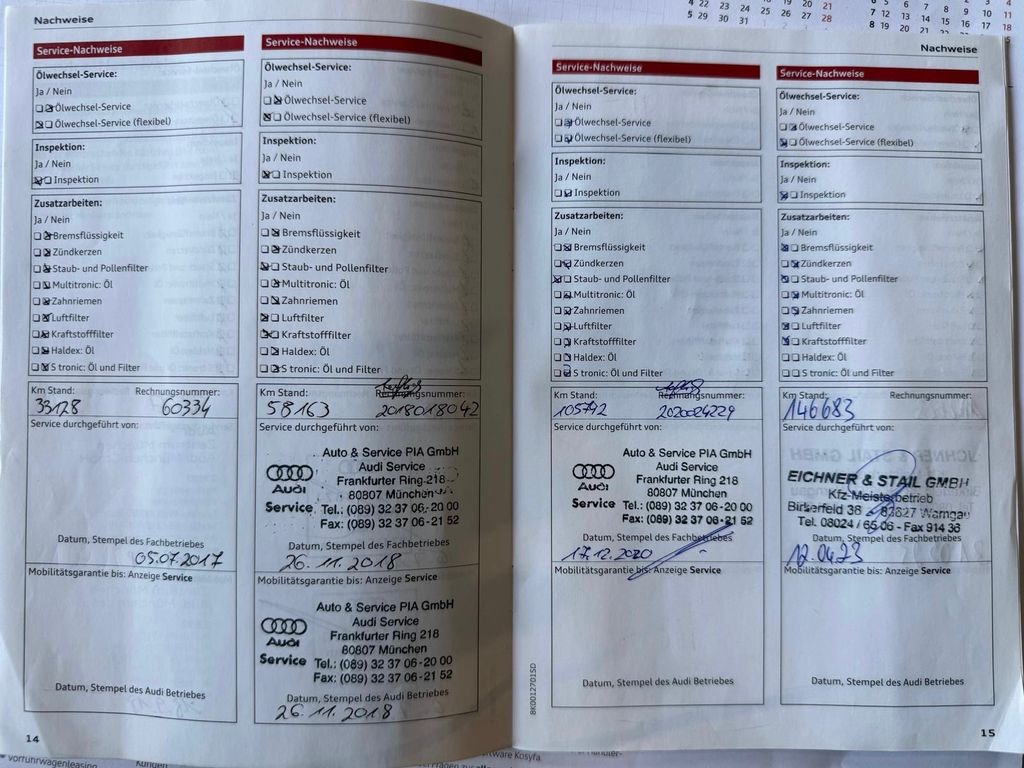 Nachweise
Service-Nachweise
Ölwechsel-Service:
Ja / Nein
Ölwechsel-Service
Ölwechsel-Service (flexibel)
Inspektion:
Ja / Nein
Inspektion
Zusatzarbeiten:
Ja / Nein
Bremsflüssigkeit
Zündkerzen
Staub- und Pollenfilter
Multitronic: Öl
Zahnriemen
Luftfilter
Kraftstofffilter
Haldex: Öl
S tronic: Öl und Filter
Km Stand: Rechnungsnummer:
33128 60334
Service durchgeführt von:
Datum, Stempel des Fachbetriebes
05.07.2017
Mobilitätsgarantie bis: Anzeige Service
Datum, Stempel des Audi Betriebes
14
Service-Nachweise
Ölwechsel-Service:
Ja / Nein
Ölwechsel-Service
Ölwechsel-Service (flexibel)
Inspektion:
Ja / Nein
Inspektion
Zusatzarbeiten:
Ja / Nein
Bremsflüssigkeit
Zündkerzen
Staub- und Pollenfilter
Multitronic: Öl
Zahnriemen
Luftfilter
Kraftstofffilter
Haldex: Öl
S tronic: Öl und Filter
Km Stand: Rechnungsnummer:
58163 2018018042
Service durchgeführt von:
Auto & Service PIA GmbH
Audi Service
Frankfurter Ring 218
80807 München
Tel.: (089) 32 37 06-20 00
Fax: (089) 32 37 06-21 52
Audi
Service
Datum, Stempel des Fachbetriebes
26.11.2018
Mobilitätsgarantie bis: Anzeige Service
Auto & Service PIA GmbH
Audi Service
Frankfurter Ring 218
80807 München
Tel.: (089) 32 37 06-20 00
Fax: (089) 32 37 06-21 52
Audi
Service
Datum, Stempel des Audi Betriebes
26.11.2018
Nachweise
Service-Nachweise
Ölwechsel-Service:
Ja / Nein
Ölwechsel-Service
Ölwechsel-Service (flexibel)
Inspektion:
Ja / Nein
Inspektion
Zusatzarbeiten:
Ja / Nein
Bremsflüssigkeit
Zündkerzen
Staub- und Pollenfilter
Multitronic: Öl
Zahnriemen
Luftfilter
Kraftstofffilter
Haldex: Öl
S tronic: Öl und Filter
Km Stand: Rechnungsnummer:
105792 2020024229
Service durchgeführt von:
Auto & Service PIA GmbH
Audi Service
Frankfurter Ring 218
80807 München
Tel.: (089) 32 37 06-20 00
Fax: (089) 32 37 06-21 52
Audi
Service
Datum, Stempel des Fachbetriebes
17.12.2020
Mobilitätsgarantie bis: Anzeige Service
Datum, Stempel des Audi Betriebes
8K0012701SD
Service-Nachweise
Ölwechsel-Service:
Ja / Nein
Ölwechsel-Service
Ölwechsel-Service (flexibel)
Inspektion:
Ja / Nein
Inspektion
Zusatzarbeiten:
Ja / Nein
Bremsflüssigkeit
Zündkerzen
Staub- und Pollenfilter
Multitronic: Öl
Zahnriemen
Luftfilter
Kraftstofffilter
Haldex: Öl
S tronic: Öl und Filter
Km Stand: Rechnungsnummer:
146683
Service durchgeführt von:
EICHNER & STAIL GMBH
Kfz-Meisterbetrieb
Birkerfeld 38 - 83627 Warngau
Tel. 08024 / 65 06 - Fax 914 36
Datum, Stempel des Fachbetriebes
12.04.23
Mobilitätsgarantie bis: Anzeige Service
Datum, Stempel des Audi Betriebes
15